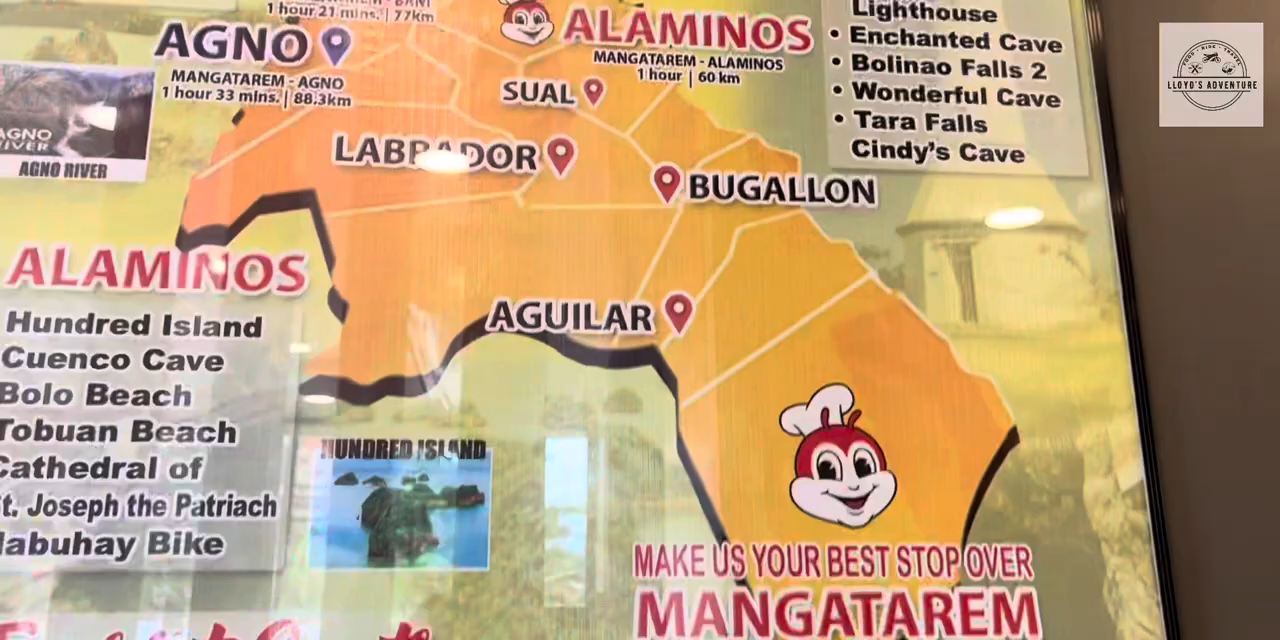 1 hour 21 mins. | 77km
AGNO
MANGATAREM - AGNO
1 hour 33 mins. | 88.3km
ALAMINOS
MANGATAREM - ALAMINOS
1 hour | 60 km
SUAL
LABRADOR
BUGALLON
AGUILAR
Lighthouse
• Enchanted Cave
• Bolinao Falls 2
• Wonderful Cave
• Tara Falls
Cindy's Cave
LLOYD'S ADVENTURE
AGNO
RIVER
AGNO RIVER
ALAMINOS
Hundred Island
Cuenco Cave
Bolo Beach
Tobuan Beach
Cathedral of
St. Joseph the Patriach
Mabuhay Bike
HUNDRED ISLAND
MAKE US YOUR BEST STOP OVER
MANGATAREM